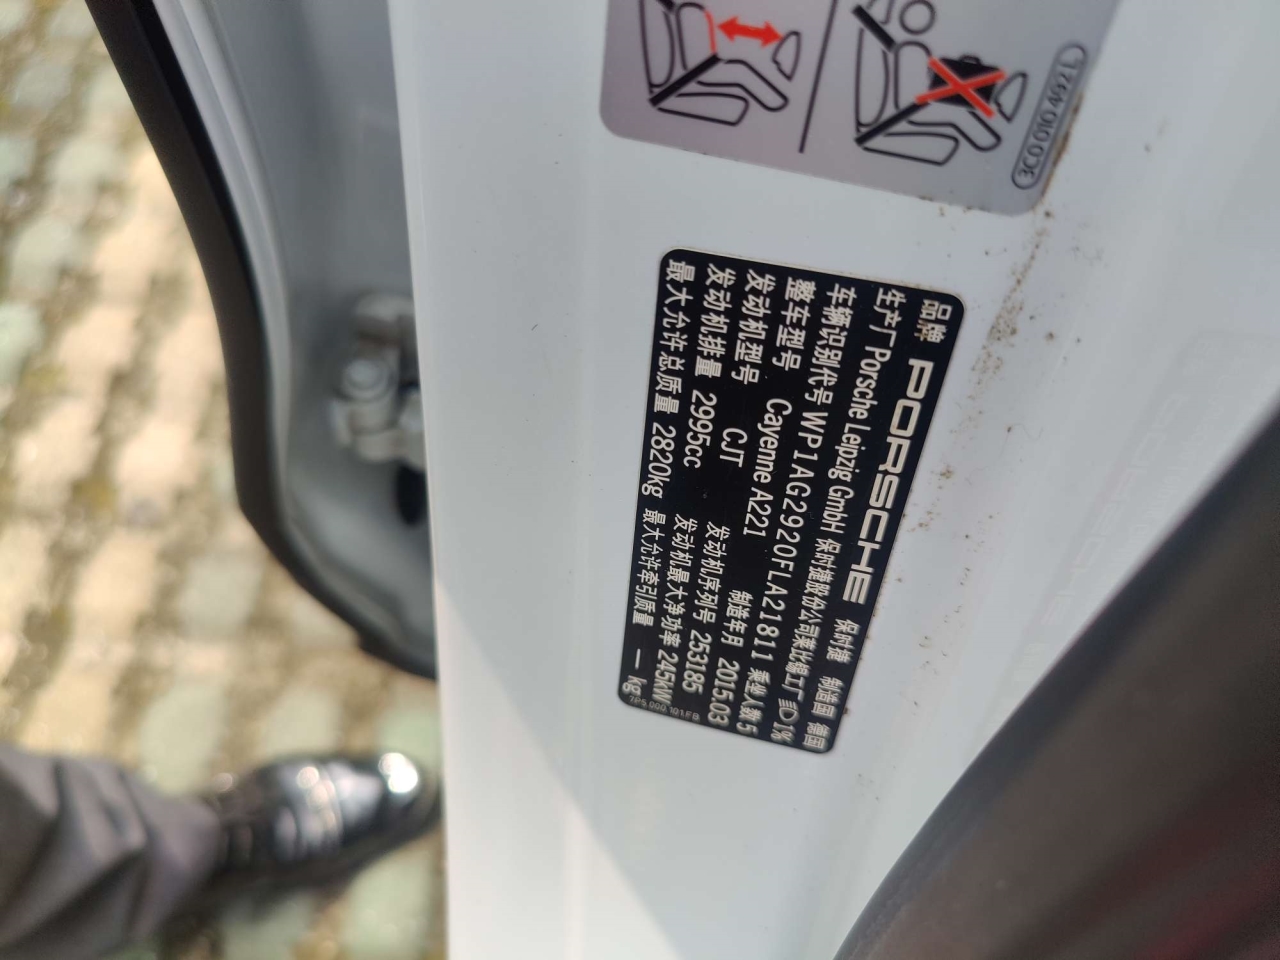 3C0 010 492 L
品牌 PORSCHE 保时捷 制造国 德国
生产厂 Porsche Leipzig GmbH 保时捷股份公司莱比锡工厂 1%
车辆识别代号 WP1AG2920FLA21811 乘坐人数 5
整车型号 Cayenne A221 制造年月 2015.03
发动机型号 CJT 发动机序列号 253185
发动机排量 2995cc 发动机最大净功率 245kW
最大允许总质量 2820kg 最大允许牵引质量 — kg
7P5.000.101.FB